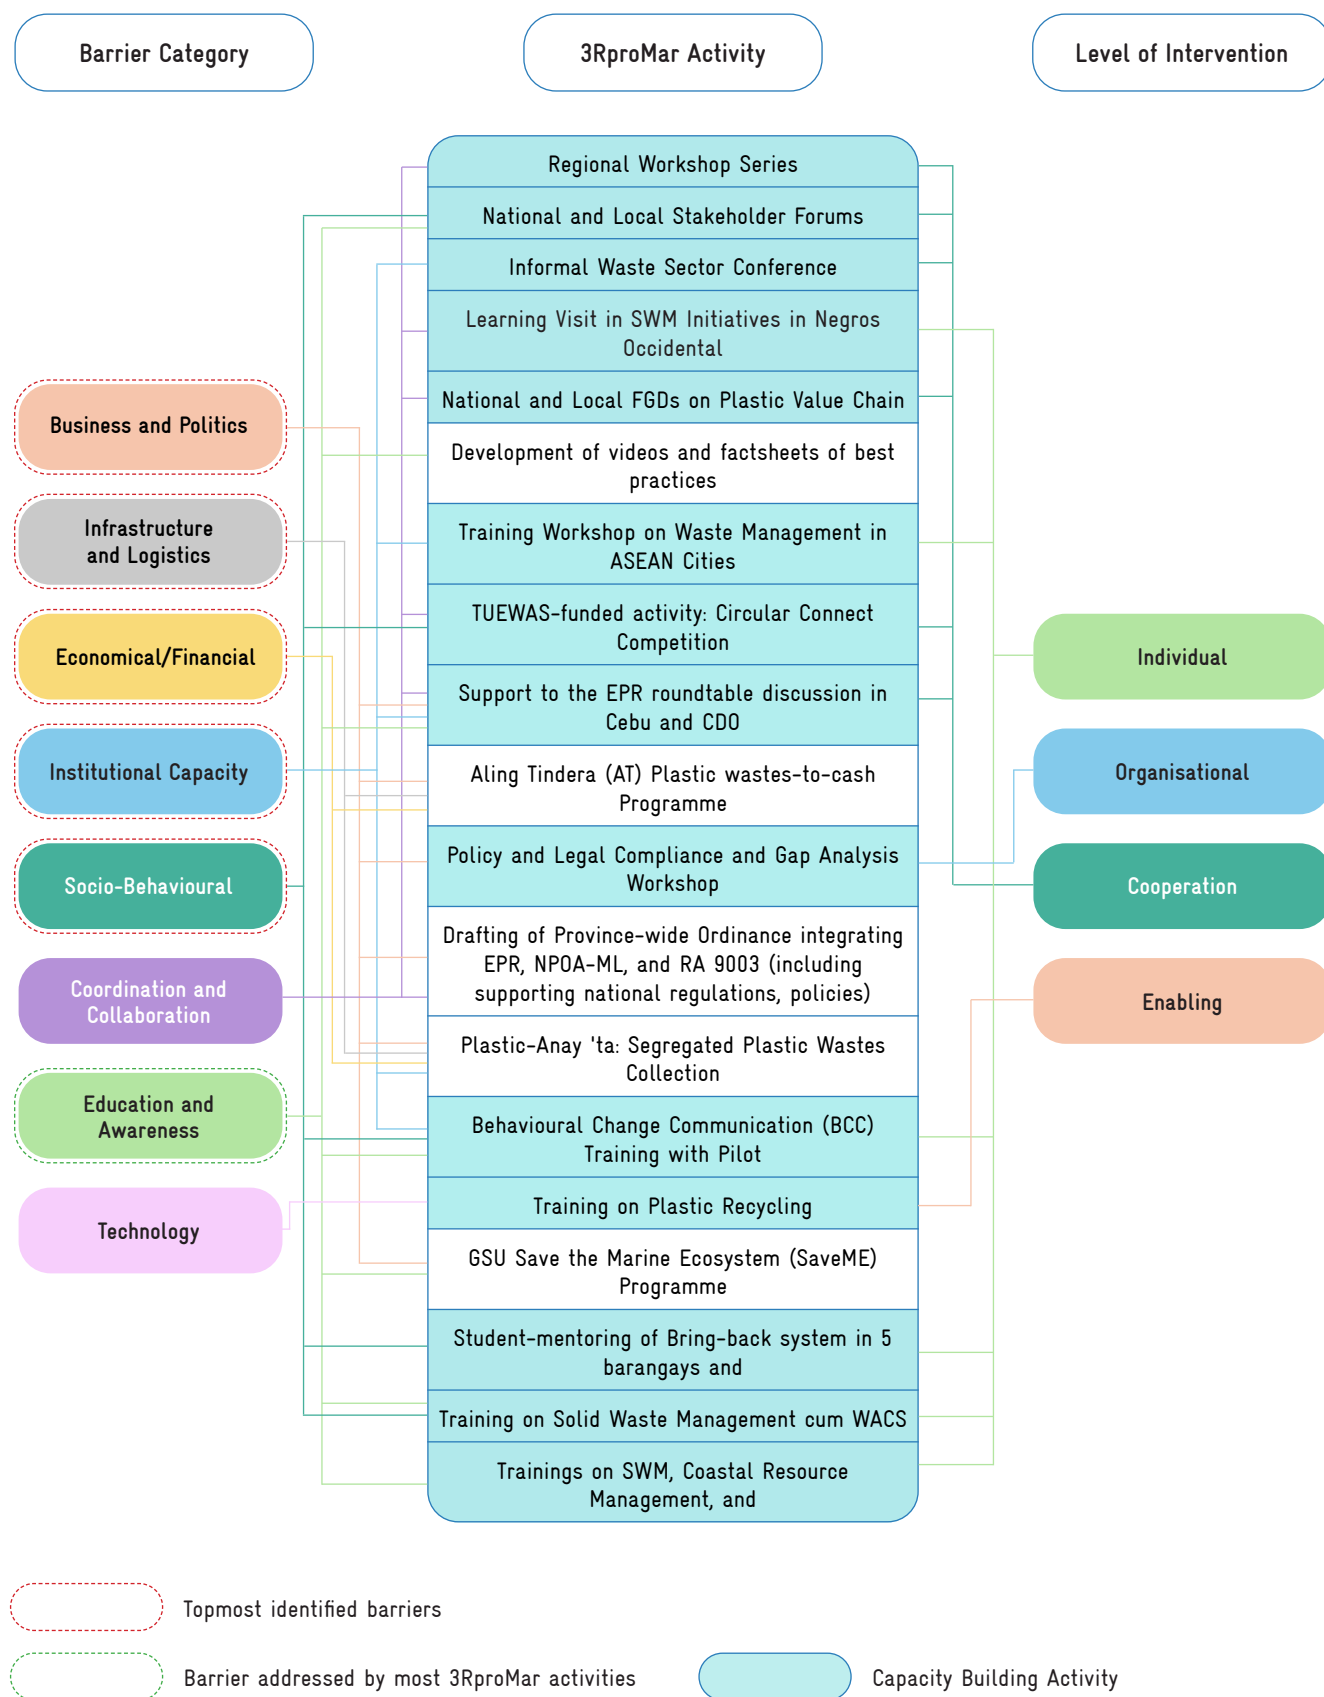 Barrier Category
3RproMar Activity
Level of Intervention
Regional Workshop Series
National and Local Stakeholder Forums
Informal Waste Sector Conference
Learning Visit in SWM Initiatives in Negros
Occidental
National and Local FGDs on Plastic Value Chain
Development of videos and factsheets of best
practices
Training Workshop on Waste Management in
ASEAN Cities
TUEWAS-funded activity: Circular Connect
Competition
Support to the EPR roundtable discussion in
Cebu and CDO
Aling Tindera (AT) Plastic wastes-to-cash
Programme
Policy and Legal Compliance and Gap Analysis
Workshop
Drafting of Province-wide Ordinance integrating
EPR, NPOA-ML, and RA 9003 (including
supporting national regulations, policies)
Plastic-Anay 'ta: Segregated Plastic Wastes
Collection
Behavioural Change Communication (BCC)
Training with Pilot
Training on Plastic Recycling
GSU Save the Marine Ecosystem (SaveME)
Programme
Student-mentoring of Bring-back system in 5
barangays and
Training on Solid Waste Management cum WACS
Trainings on SWM, Coastal Resource
Management, and
Business and Politics
Infrastructure
and Logistics
Economical/Financial
Institutional Capacity
Socio-Behavioural
Coordination and
Collaboration
Education and
Awareness
Technology
Individual
Organisational
Cooperation
Enabling
Topmost identified barriers
Barrier addressed by most 3RproMar activities
Capacity Building Activity